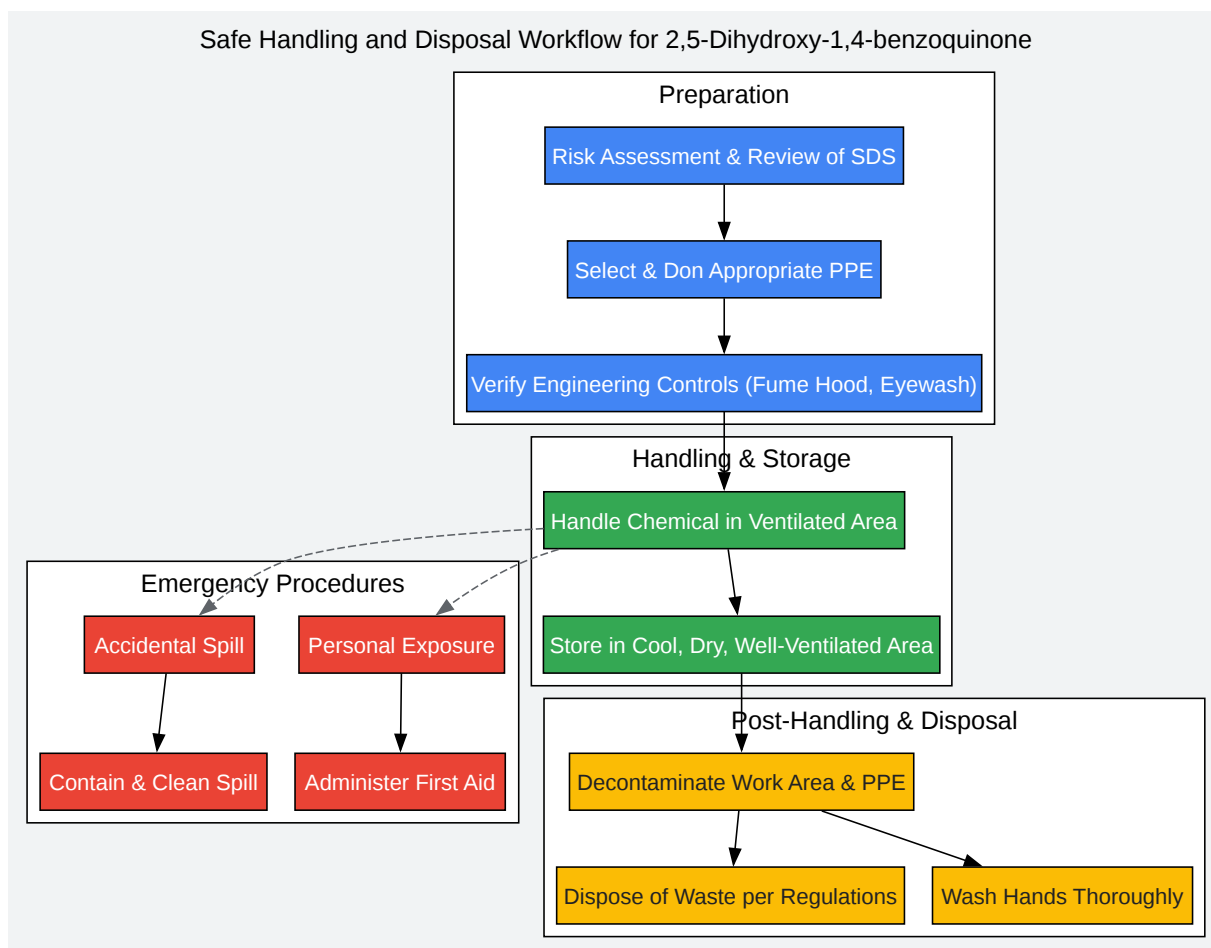 Safe Handling and Disposal Workflow for 2,5-Dihydroxy-1,4-benzoquinone
Preparation
Risk Assessment & Review of SDS
Select & Don Appropriate PPE
Verify Engineering Controls (Fume Hood, Eyewash)
Handling & Storage
Handle Chemical in Ventilated Area
Store in Cool, Dry, Well-Ventilated Area
Emergency Procedures
Accidental Spill
Personal Exposure
Contain & Clean Spill
Administer First Aid
Post-Handling & Disposal
Decontaminate Work Area & PPE
Dispose of Waste per Regulations
Wash Hands Thoroughly